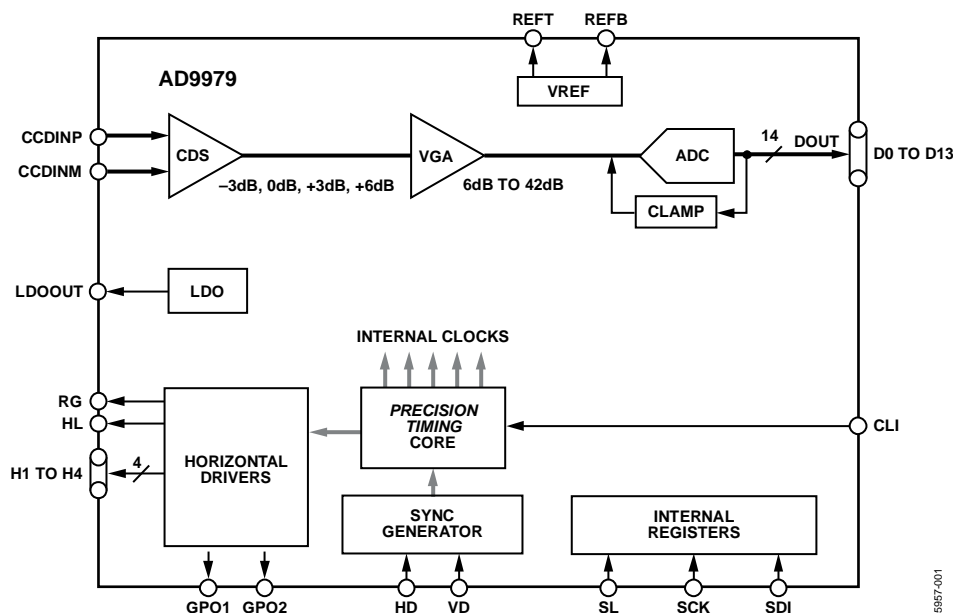 REFT REFB
AD9979
VREF
CCDINP
CCDINM
CDS
–3dB, 0dB, +3dB, +6dB
VGA
6dB TO 42dB
ADC
14
DOUT
D0 TO D13
CLAMP
LDOOUT
LDO
INTERNAL CLOCKS
RG
HL
H1 TO H4
4
HORIZONTAL
DRIVERS
PRECISION
TIMING
CORE
CLI
SYNC
GENERATOR
INTERNAL
REGISTERS
GPO1 GPO2 HD VD SL SCK SDI
5957-001